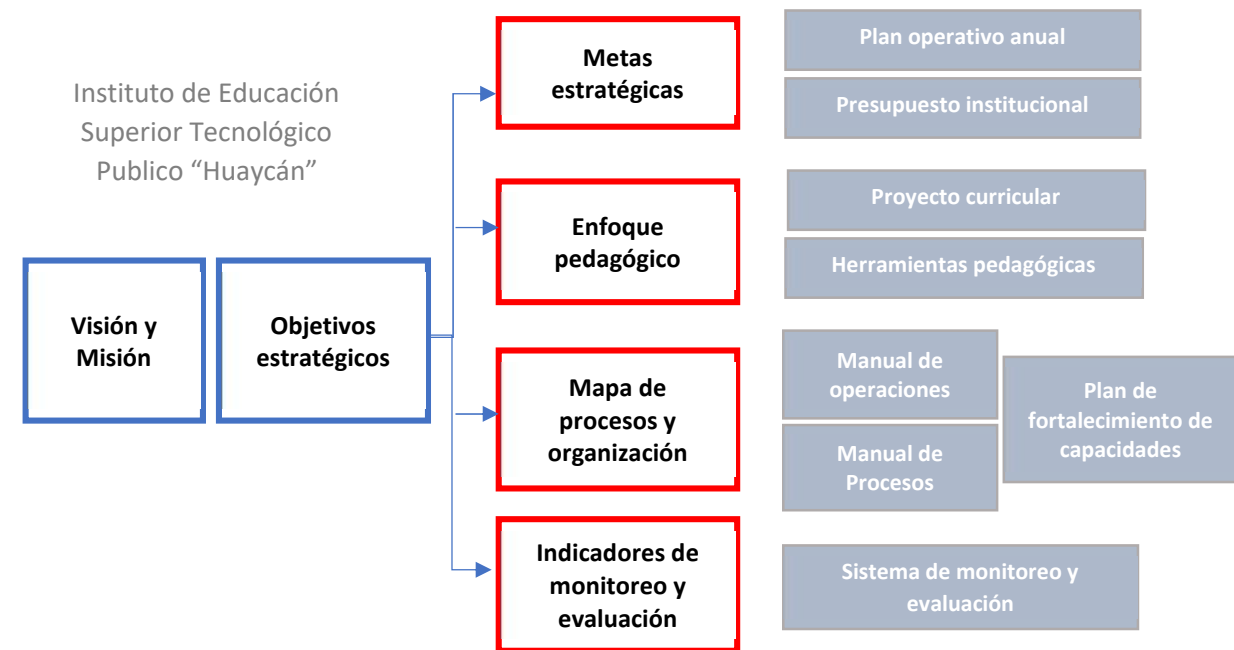 Instituto de Educación
Superior Tecnológico
Publico “Huaycán”
Visión y
Misión
Objetivos
estratégicos
Metas
estratégicas
Plan operativo anual
Presupuesto institucional
Enfoque
pedagógico
Proyecto curricular
Herramientas pedagógicas
Mapa de
procesos y
organización
Manual de
operaciones
Manual de
Procesos
Plan de
fortalecimiento de
capacidades
Indicadores de
monitoreo y
evaluación
Sistema de monitoreo y
evaluación